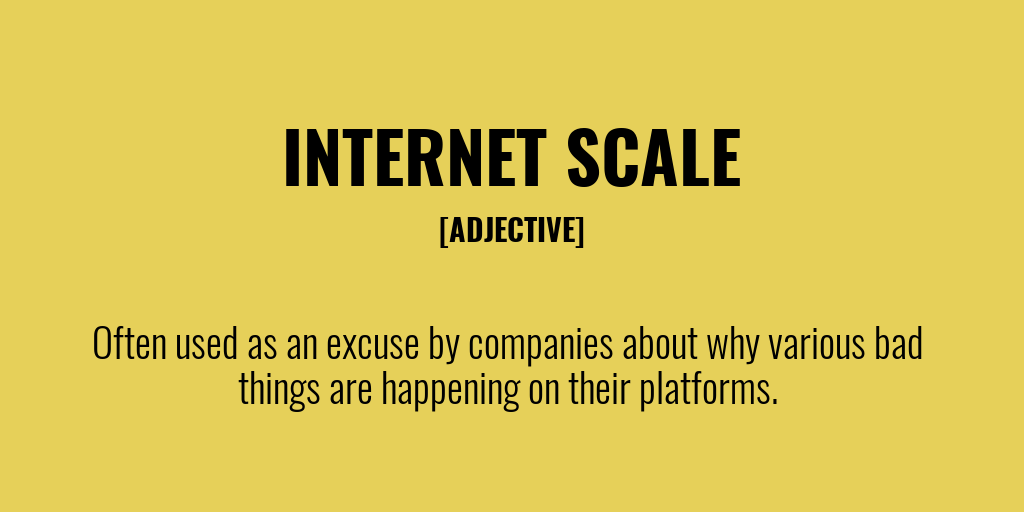 INTERNET SCALE
[ADJECTIVE]
Often used as an excuse by companies about why various bad
things are happening on their platforms.